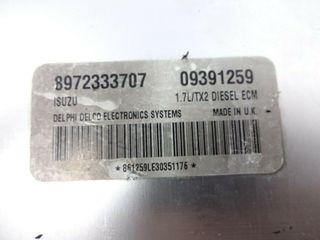 8972333707 09391259
ISUZU 1.7L/TX2 DIESEL ECM
DELPHI DELCO ELECTRONICS SYSTEMS MADE IN U.K.
* 861259LE30351176 *